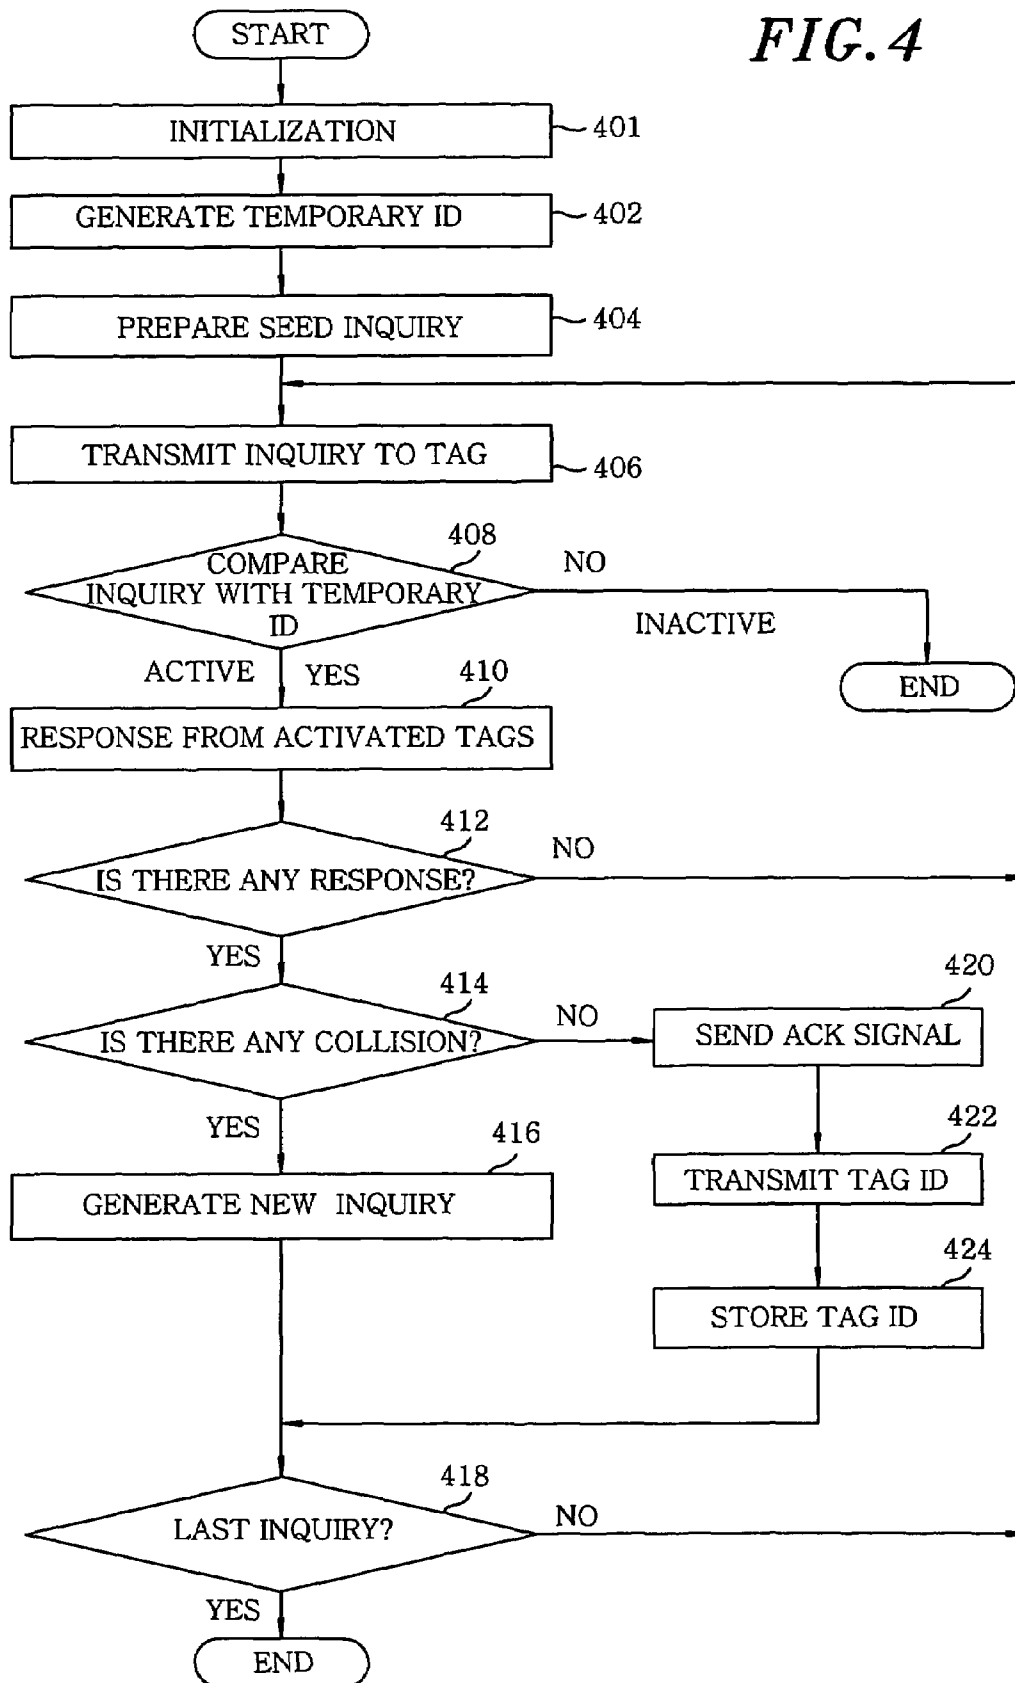 FIG. 4
START
INITIALIZATION
401
GENERATE TEMPORARY ID
402
PREPARE SEED INQUIRY
404
TRANSMIT INQUIRY TO TAG
406
408
COMPARE
INQUIRY WITH TEMPORARY
ID
NO
INACTIVE
END
ACTIVE
YES
410
RESPONSE FROM ACTIVATED TAGS
412
IS THERE ANY RESPONSE?
NO
YES
414
IS THERE ANY COLLISION?
NO
420
SEND ACK SIGNAL
YES
416
GENERATE NEW INQUIRY
422
TRANSMIT TAG ID
424
STORE TAG ID
418
LAST INQUIRY?
NO
YES
END